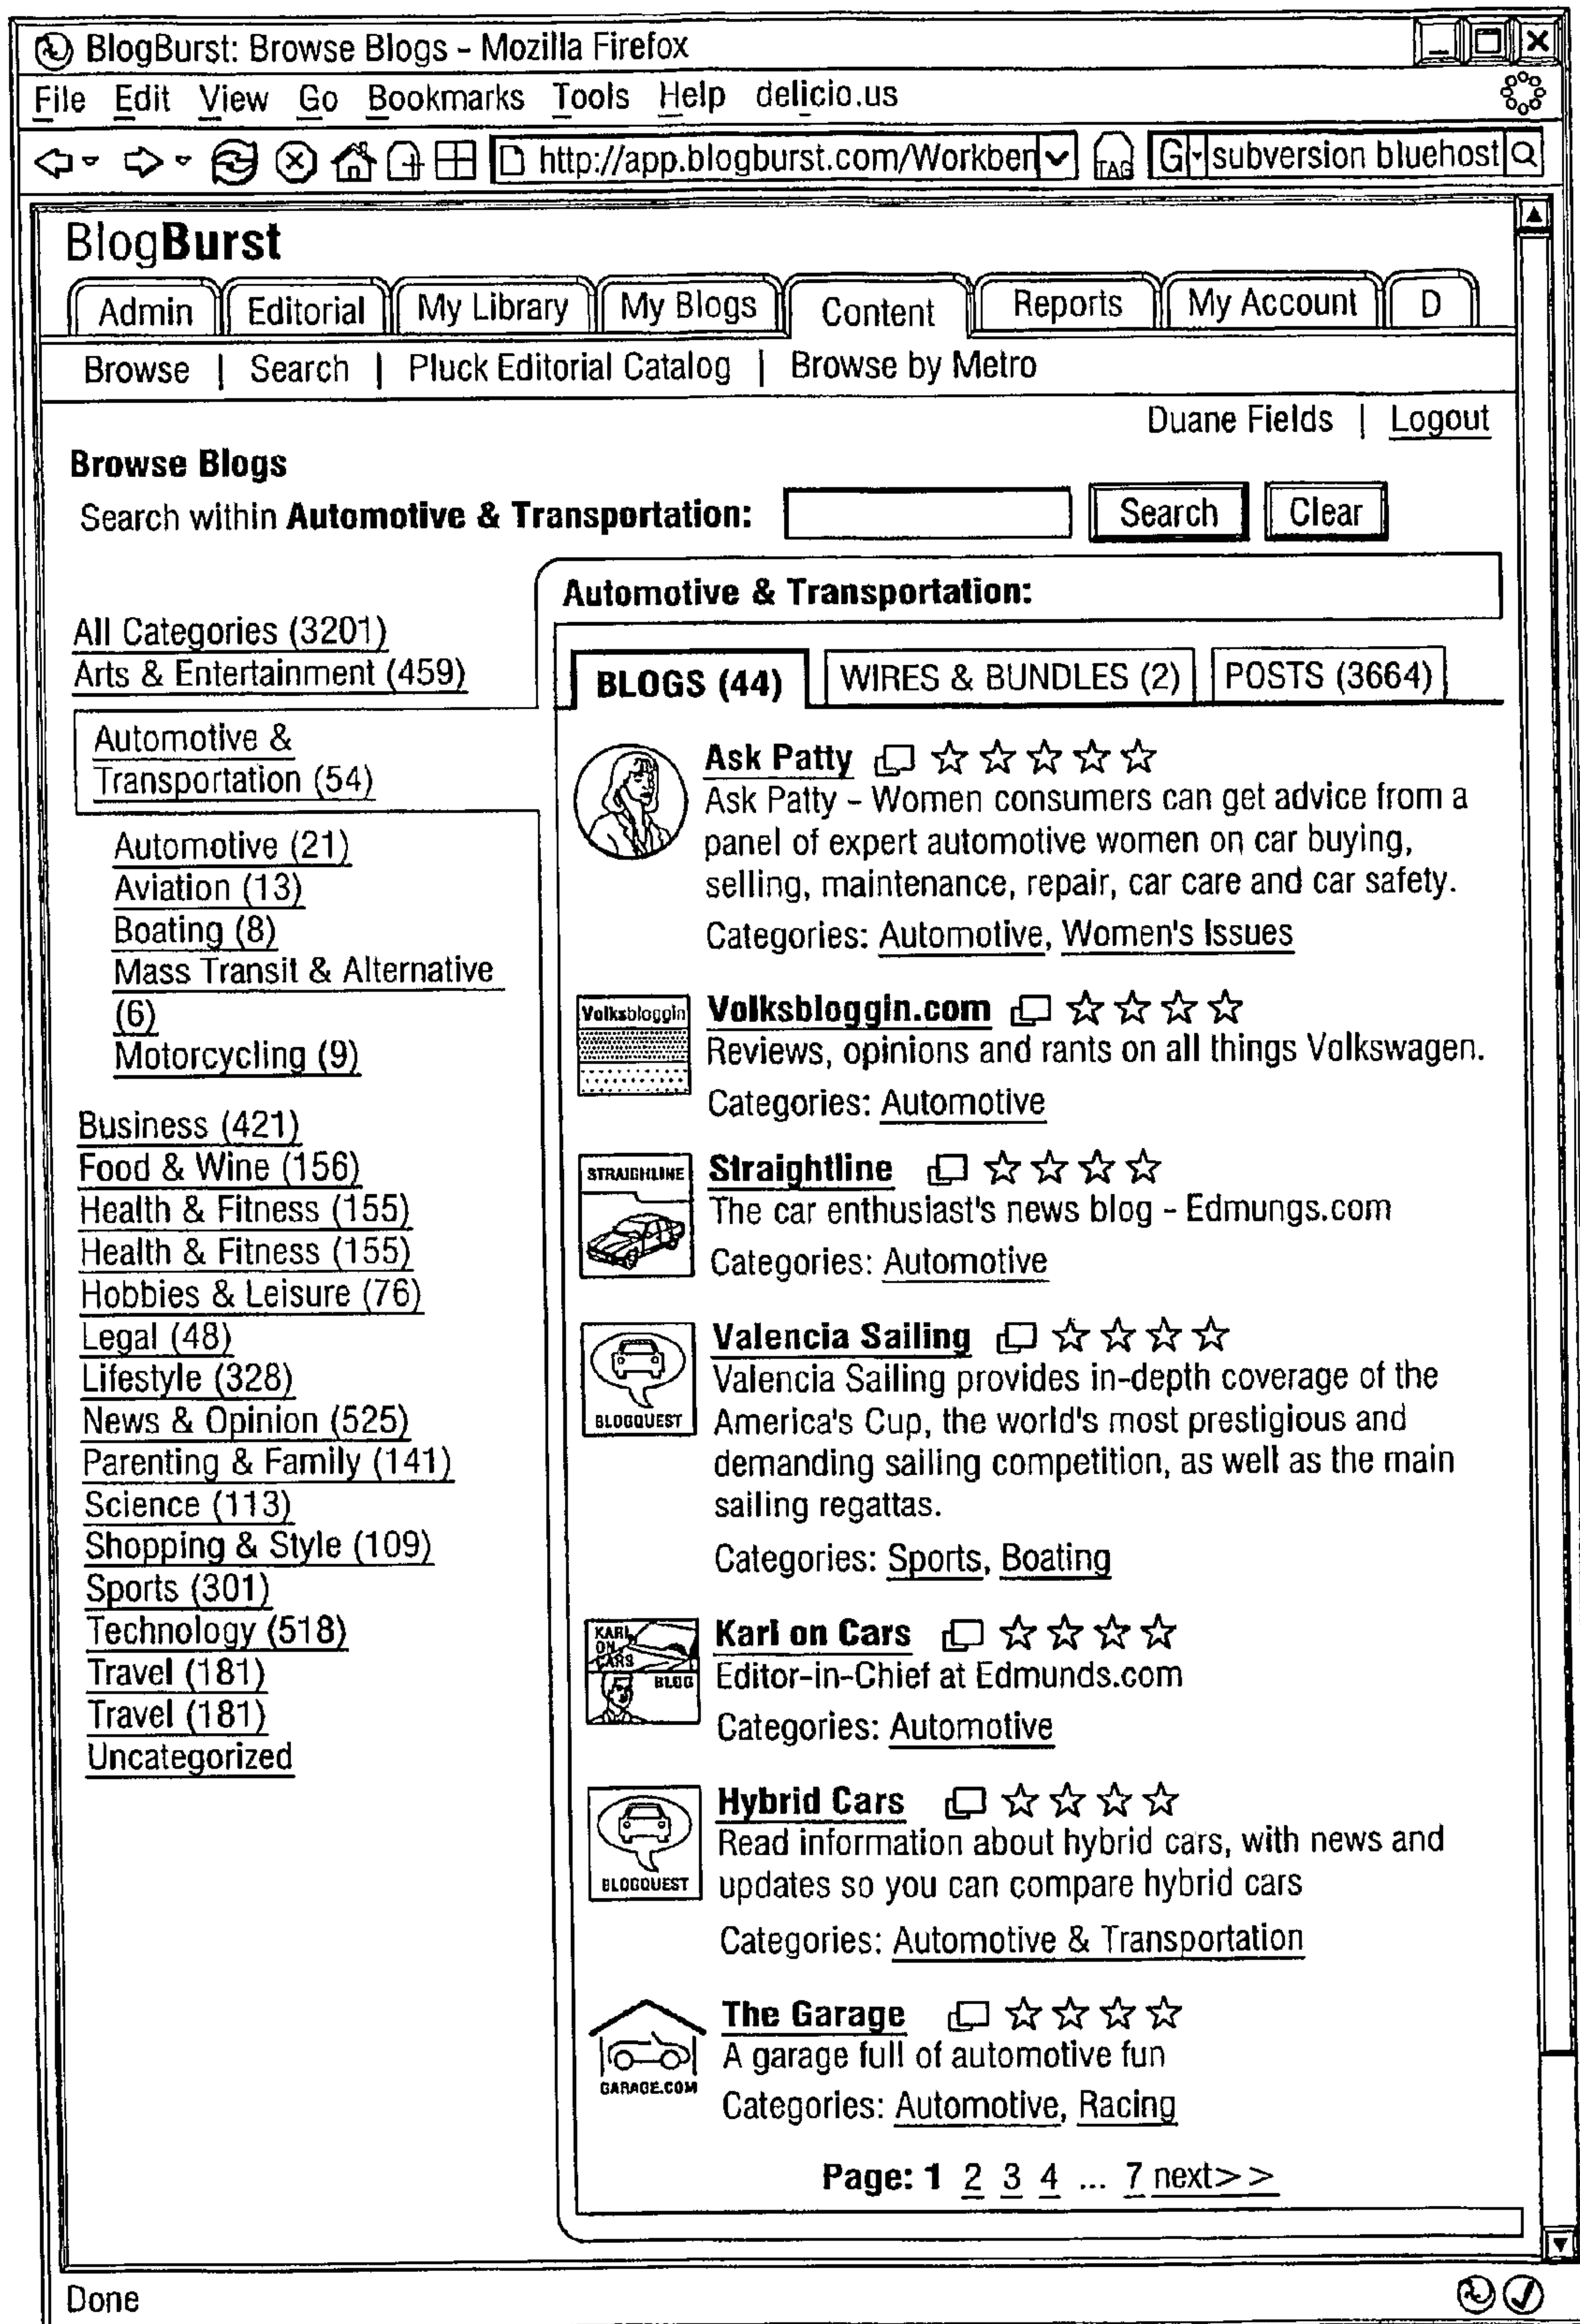 BlogBurst: Browse Blogs - Mozilla Firefox
File Edit View Go Bookmarks Tools Help delicio.us
http://app.blogburst.com/Workben TAG G subversion bluehost
BlogBurst
Admin Editorial My Library My Blogs Content Reports My Account D
Browse | Search | Pluck Editorial Catalog | Browse by Metro
Duane Fields | Logout
Browse Blogs
Search within Automotive & Transportation: Search Clear
All Categories (3201)
Arts & Entertainment (459)
Automotive &
Transportation (54)
Automotive (21)
Aviation (13)
Boating (8)
Mass Transit & Alternative
(6)
Motorcycling (9)
Business (421)
Food & Wine (156)
Health & Fitness (155)
Health & Fitness (155)
Hobbies & Leisure (76)
Legal (48)
Lifestyle (328)
News & Opinion (525)
Parenting & Family (141)
Science (113)
Shopping & Style (109)
Sports (301)
Technology (518)
Travel (181)
Travel (181)
Uncategorized
Automotive & Transportation:
BLOGS (44) WIRES & BUNDLES (2) POSTS (3664)
Ask Patty
Ask Patty - Women consumers can get advice from a
panel of expert automotive women on car buying,
selling, maintenance, repair, car care and car safety.
Categories: Automotive, Women's Issues
Volksbloggin
Volksbloggin.com
Reviews, opinions and rants on all things Volkswagen.
Categories: Automotive
STRAIGHLINE
Straightline
The car enthusiast's news blog - Edmungs.com
Categories: Automotive
BLOGQUEST
Valencia Sailing
Valencia Sailing provides in-depth coverage of the
America's Cup, the world's most prestigious and
demanding sailing competition, as well as the main
sailing regattas.
Categories: Sports, Boating
KARL
ON
CARS
BLOG
Karl on Cars
Editor-in-Chief at Edmunds.com
Categories: Automotive
BLOGQUEST
Hybrid Cars
Read information about hybrid cars, with news and
updates so you can compare hybrid cars
Categories: Automotive & Transportation
GARAGE.COM
The Garage
A garage full of automotive fun
Categories: Automotive, Racing
Page: 1 2 3 4 ... 7 next>>
Done